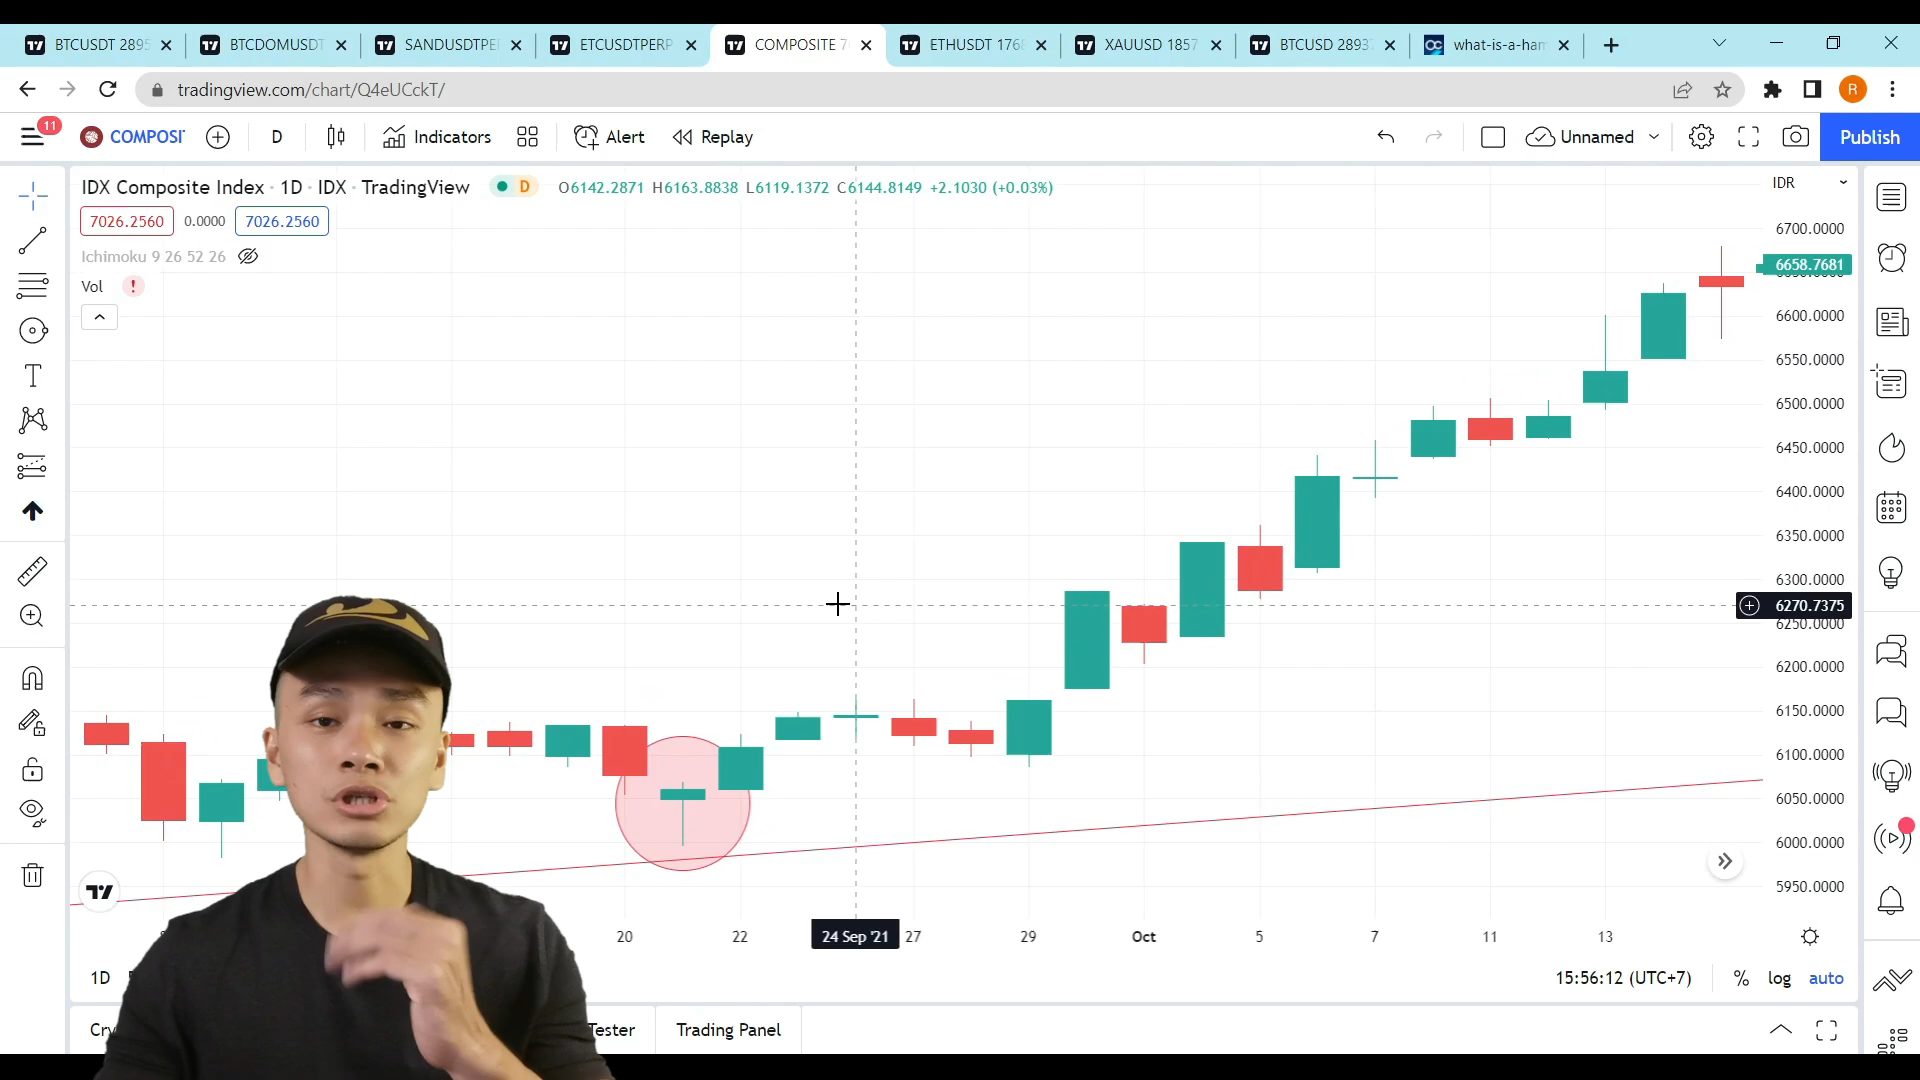 BTCUSDT 2895
BTCDOMUSDT
SANDUSDTPE
ETCUSDTPERP
COMPOSITE 7
ETHUSDT 1768
XAUUSD 1857
BTCUSD 2893
what-is-a-ham
tradingview.com/chart/Q4eUCckT/
R
11
COMPOSI
D
Indicators
Alert
Replay
Unnamed
Publish
IDX Composite Index · 1D · IDX · TradingView
D
O6142.2871 H6163.8838 L6119.1372 C6144.8149 +2.1030 (+0.03%)
IDR
7026.2560
0.0000
7026.2560
Ichimoku 9 26 52 26
Vol
!
6700.0000
6658.7681
6600.0000
6550.0000
6500.0000
6450.0000
6400.0000
6350.0000
6300.0000
6270.7375
6250.0000
6200.0000
6150.0000
6100.0000
6050.0000
6000.0000
5950.0000
20
22
24 Sep '21
27
29
Oct
5
7
11
13
1D
15:56:12 (UTC+7)
%
log
auto
Cry
Tester
Trading Panel